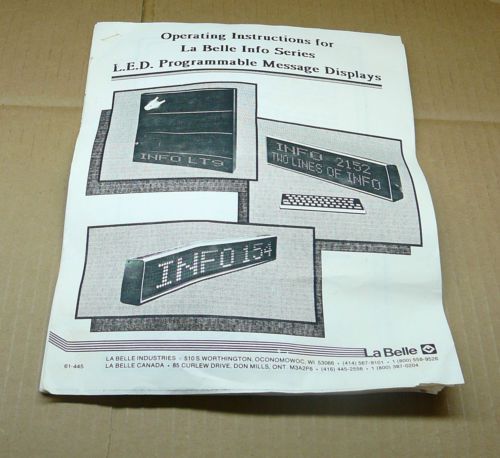 Operating Instructions for
La Belle Info Series
L.E.D. Programmable Message Displays
INFO LT9
INFO 2152
TWO LINES OF INFO
INFO 154
La Belle
61-445
LA BELLE INDUSTRIES • 510 S. WORTHINGTON, OCONOMOWOC, WI 53066 • (414) 567-9101 • 1 (800) 558-9526
LA BELLE CANADA • 85 CURLEW DRIVE, DON MILLS, ONT M3A2P8 • (416) 445-2558 • 1 (800) 387-0204